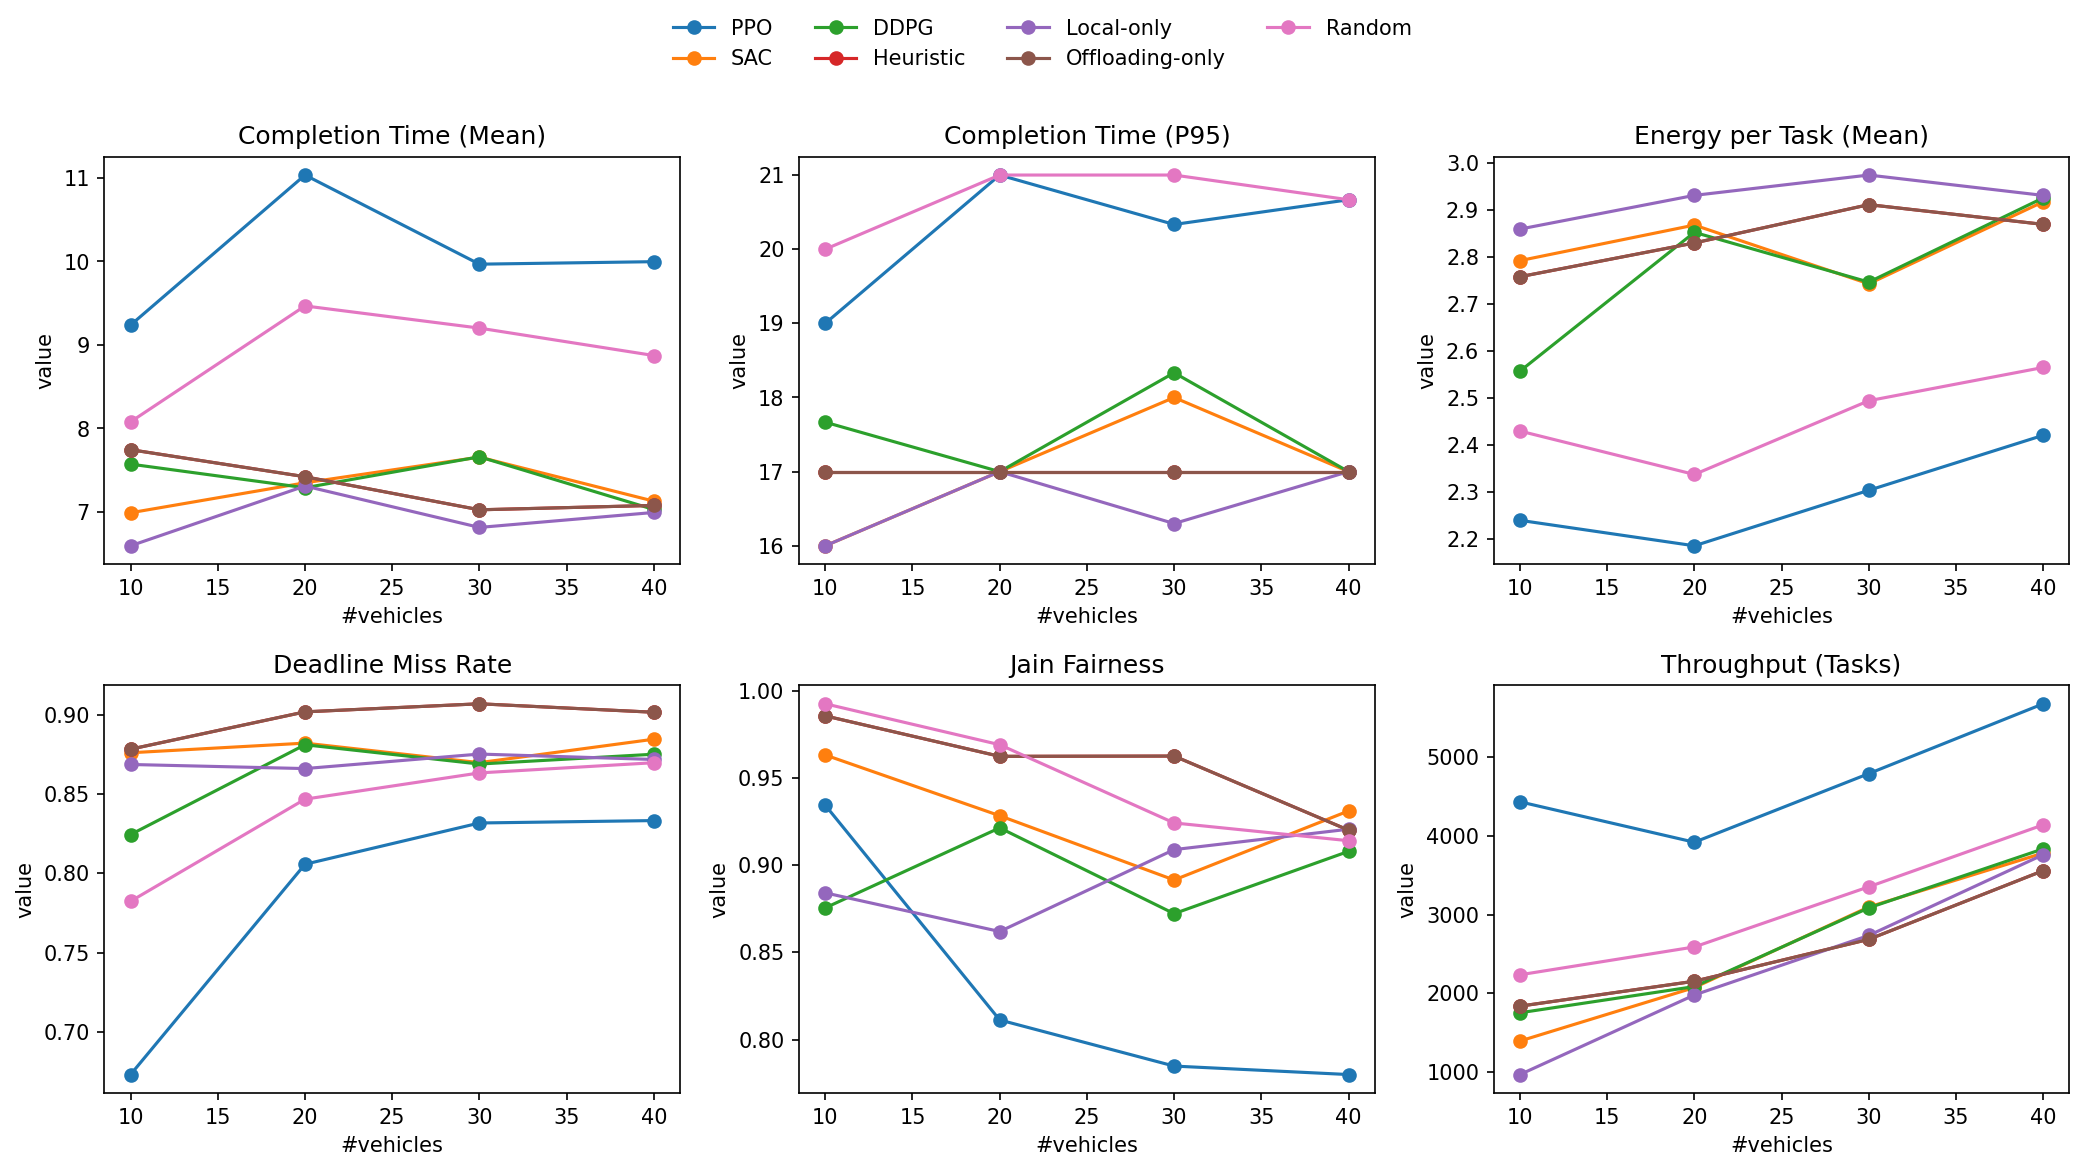 PPO DDPG Local-only Random
SAC Heuristic Offloading-only
Completion Time (Mean)
11
10
9
8
7
value
10 15 20 25 30 35 40
#vehicles
Completion Time (P95)
21
20
19
18
17
16
value
10 15 20 25 30 35 40
#vehicles
Energy per Task (Mean)
3.0
2.9
2.8
2.7
2.6
2.5
2.4
2.3
2.2
value
10 15 20 25 30 35 40
#vehicles
Deadline Miss Rate
0.90
0.85
0.80
0.75
0.70
value
10 15 20 25 30 35 40
#vehicles
Jain Fairness
1.00
0.95
0.90
0.85
0.80
value
10 15 20 25 30 35 40
#vehicles
Throughput (Tasks)
5000
4000
3000
2000
1000
value
10 15 20 25 30 35 40
#vehicles